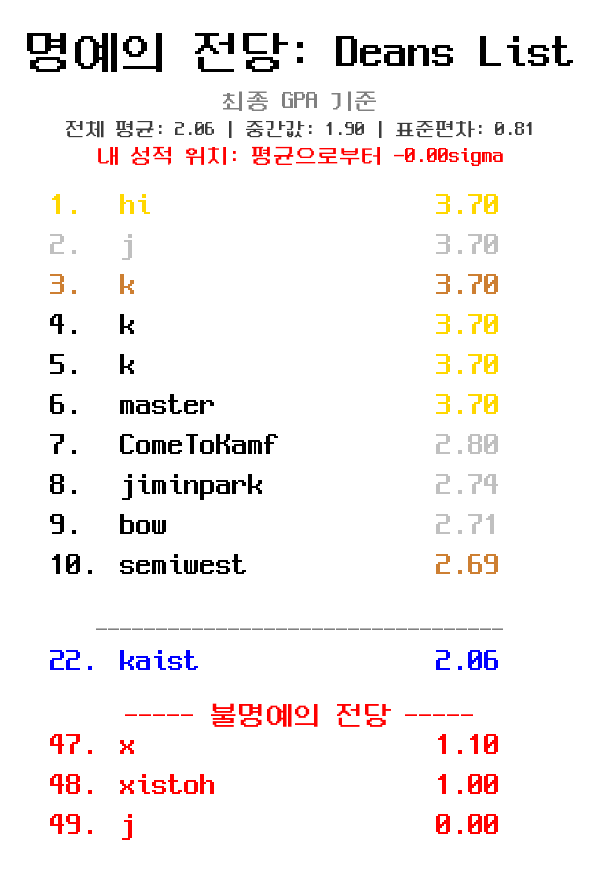 명예의 전당: Deans List
최종 GPA 기준
전체 평균: 2.06 | 중간값: 1.90 | 표준편차: 0.81
내 성적 위치: 평균으로부터 -0.00sigma
1. hi 3.70
2. j 3.70
3. k 3.70
4. k 3.70
5. k 3.70
6. master 3.70
7. ComeToKamf 2.80
8. jiminpark 2.74
9. bow 2.71
10. semiwest 2.69
----------------------------------
22. kaist 2.06
----- 불명예의 전당 -----
47. x 1.10
48. xistoh 1.00
49. j 0.00